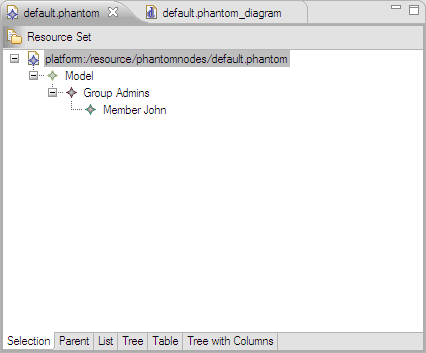 default.phantom default.phantom_diagram
Resource Set
platform:/resource/phantomnodes/default.phantom
Model
Group Admins
Member John
Selection Parent List Tree Table Tree with Columns